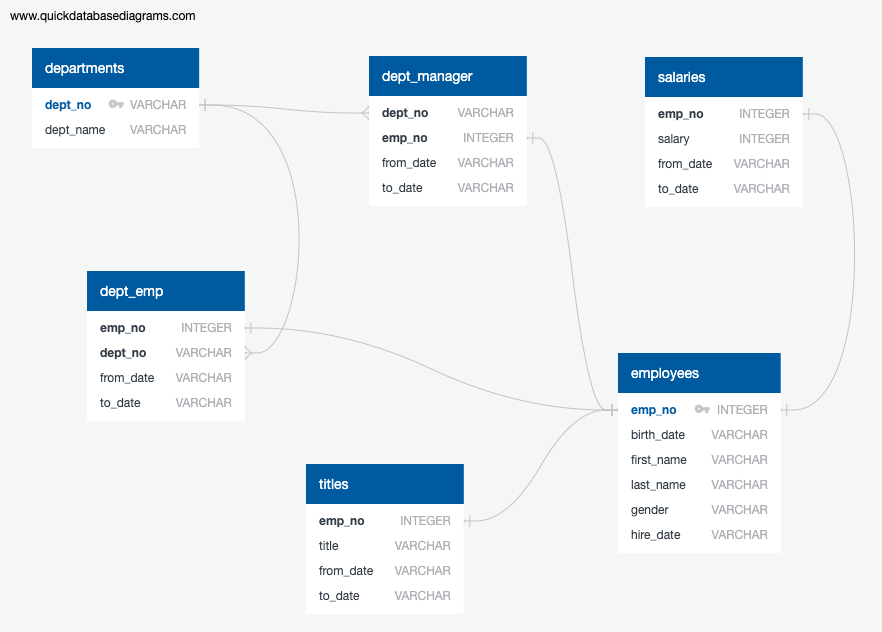 www.quickdatabasediagrams.com
departments
dept_no VARCHAR
dept_name VARCHAR
dept_manager
dept_no VARCHAR
emp_no INTEGER
from_date VARCHAR
to_date VARCHAR
salaries
emp_no INTEGER
salary INTEGER
from_date VARCHAR
to_date VARCHAR
dept_emp
emp_no INTEGER
dept_no VARCHAR
from_date VARCHAR
to_date VARCHAR
employees
emp_no INTEGER
birth_date VARCHAR
first_name VARCHAR
last_name VARCHAR
gender VARCHAR
hire_date VARCHAR
titles
emp_no INTEGER
title VARCHAR
from_date VARCHAR
to_date VARCHAR